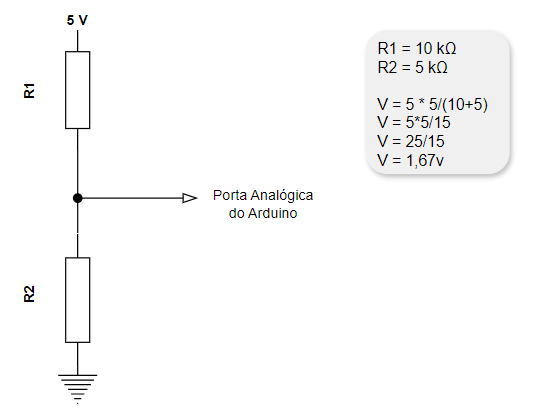 5 V
R1
Porta Analógica
do Arduino
R2
R1 = 10 kΩ
R2 = 5 kΩ
V = 5 * 5/(10+5)
V = 5*5/15
V = 25/15
V = 1,67v